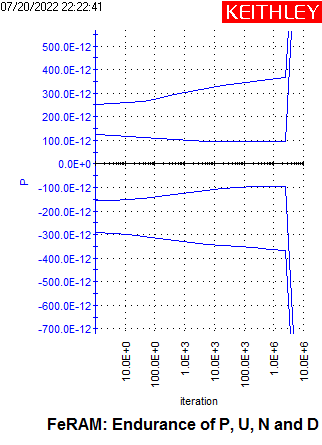 07/20/2022 22:22:41
KEITHLEY
500.0E-12
400.0E-12
300.0E-12
200.0E-12
100.0E-12
0.0E+0
-100.0E-12
-200.0E-12
-300.0E-12
-400.0E-12
-500.0E-12
-600.0E-12
-700.0E-12
P
10.0E+0
100.0E+0
1.0E+3
10.0E+3
100.0E+3
1.0E+6
10.0E+6
iteration
FeRAM: Endurance of P, U, N and D